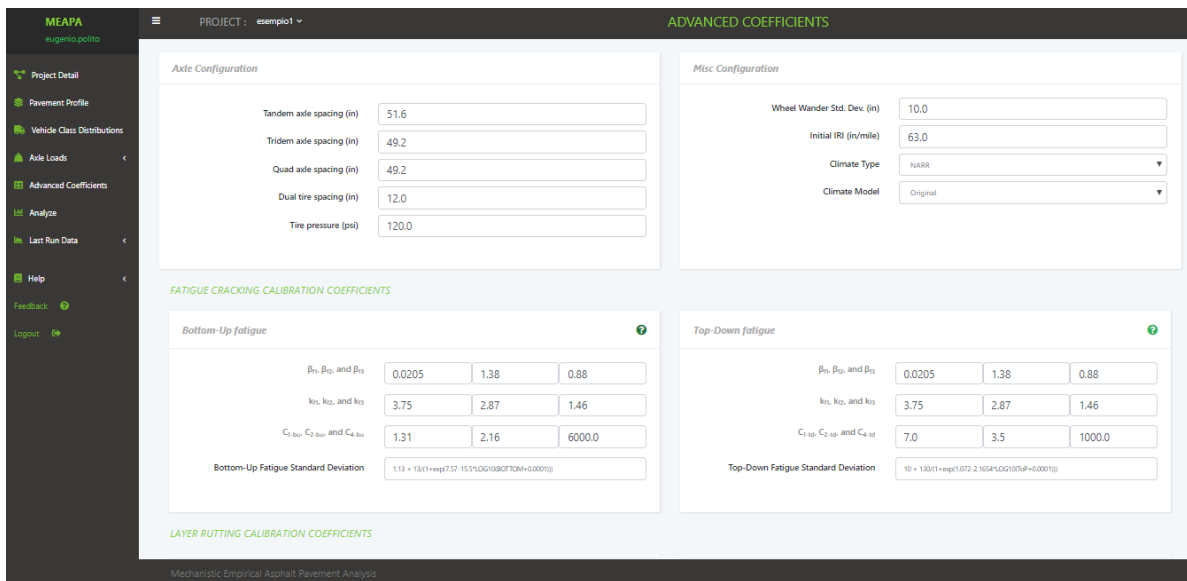 MEAPA
eugenio.polito
PROJECT : esempio1
ADVANCED COEFFICIENTS
Project Detail
Pavement Profile
Vehicle Class Distributions
Axle Loads
Advanced Coefficients
Analyze
Last Run Data
Help
Feedback
Logout
Axle Configuration
Tandem axle spacing (in) 51.6
Tridem axle spacing (in) 49.2
Quad axle spacing (in) 49.2
Dual tire spacing (in) 12.0
Tire pressure (psi) 120.0
Misc Configuration
Wheel Wander Std. Dev. (in) 10.0
Initial IRI (in/mile) 63.0
Climate Type NARR
Climate Model Original
FATIGUE CRACKING CALIBRATION COEFFICIENTS
Bottom-Up fatigue
βf1, βf2, and βf3 0.0205 1.38 0.88
kf1, kf2, and kf3 3.75 2.87 1.46
C1-bu, C2-bu, and C4-bu 1.31 2.16 6000.0
Bottom-Up Fatigue Standard Deviation 1.13 + 13/(1+exp(7.57-15.5*LOG10(BOTTOM+0.0001)))
Top-Down fatigue
βf1, βf2, and βf3 0.0205 1.38 0.88
kf1, kf2, and kf3 3.75 2.87 1.46
C1-td, C2-td, and C4-td 7.0 3.5 1000.0
Top-Down Fatigue Standard Deviation 10 + 130/(1+exp(1.072-2.1654*LOG10(ToP+0.0001)))
LAYER RUTTING CALIBRATION COEFFICIENTS
Mechanistic Empirical Asphalt Pavement Analysis